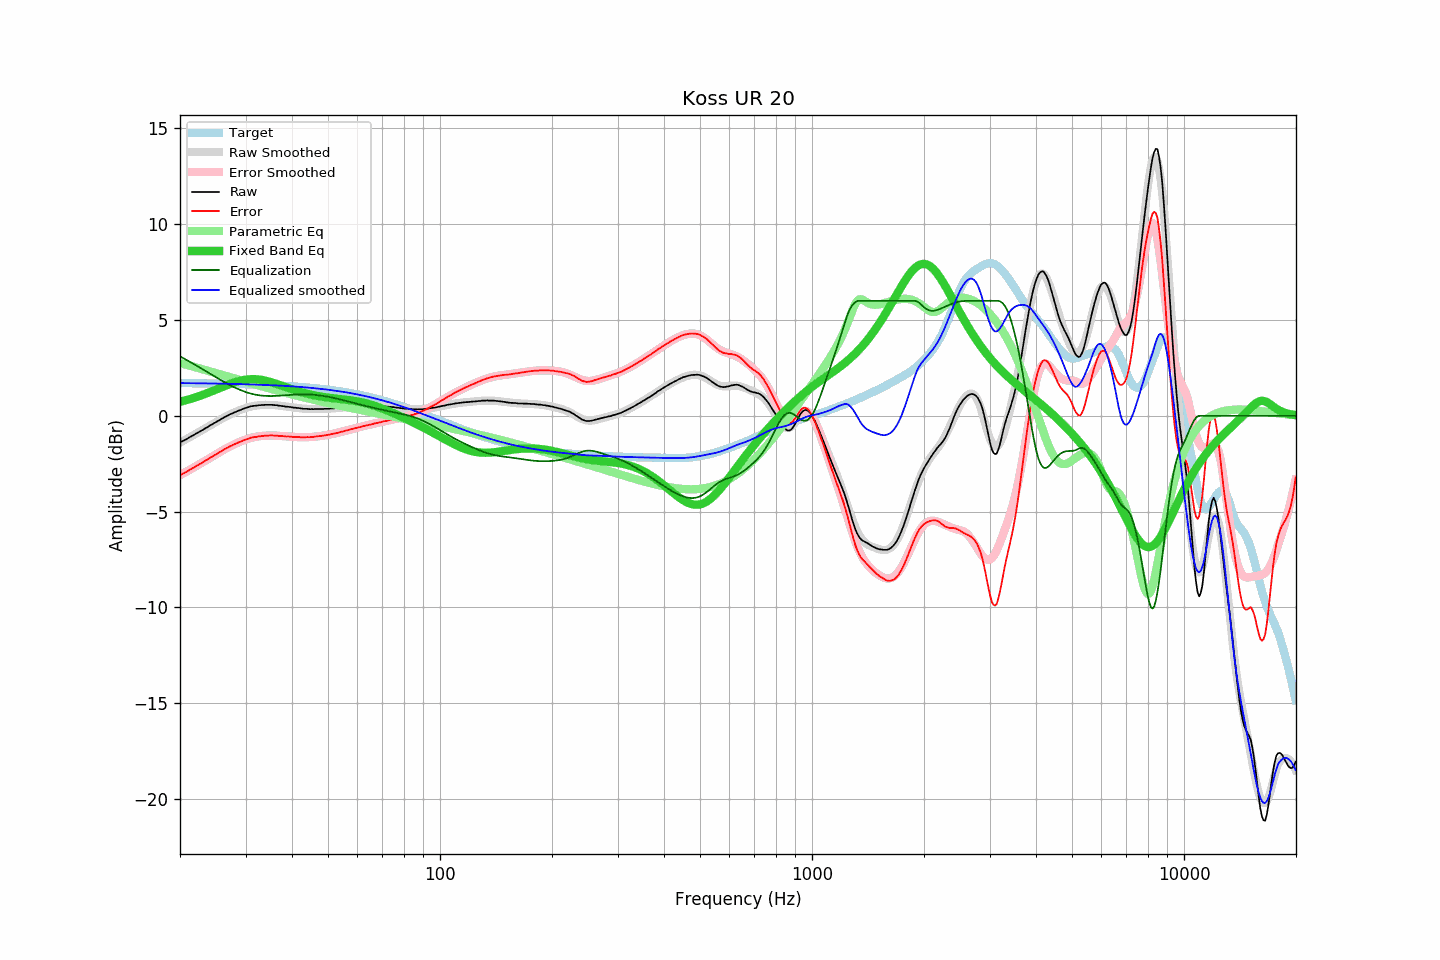 Koss UR 20
Target
Raw Smoothed
Error Smoothed
Raw
Error
Parametric Eq
Fixed Band Eq
Equalization
Equalized smoothed
15
10
5
0
−5
−10
−15
−20
Amplitude (dBr)
100
1000
10000
Frequency (Hz)